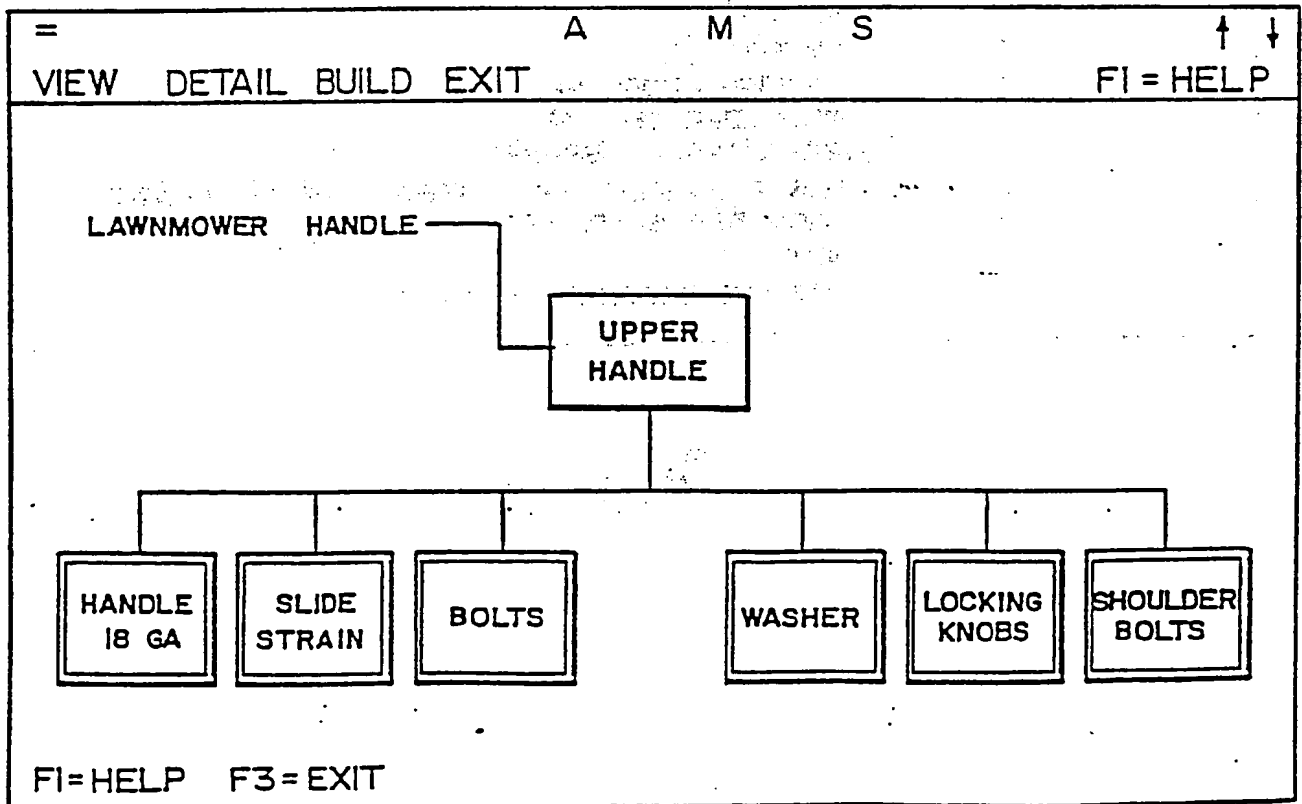 = A M S ↑ ↓
VIEW DETAIL BUILD EXIT F1 = HELP
LAWNMOWER HANDLE
UPPER
HANDLE
HANDLE
18 GA
SLIDE
STRAIN
BOLTS
WASHER
LOCKING
KNOBS
SHOULDER
BOLTS
F1=HELP F3=EXIT